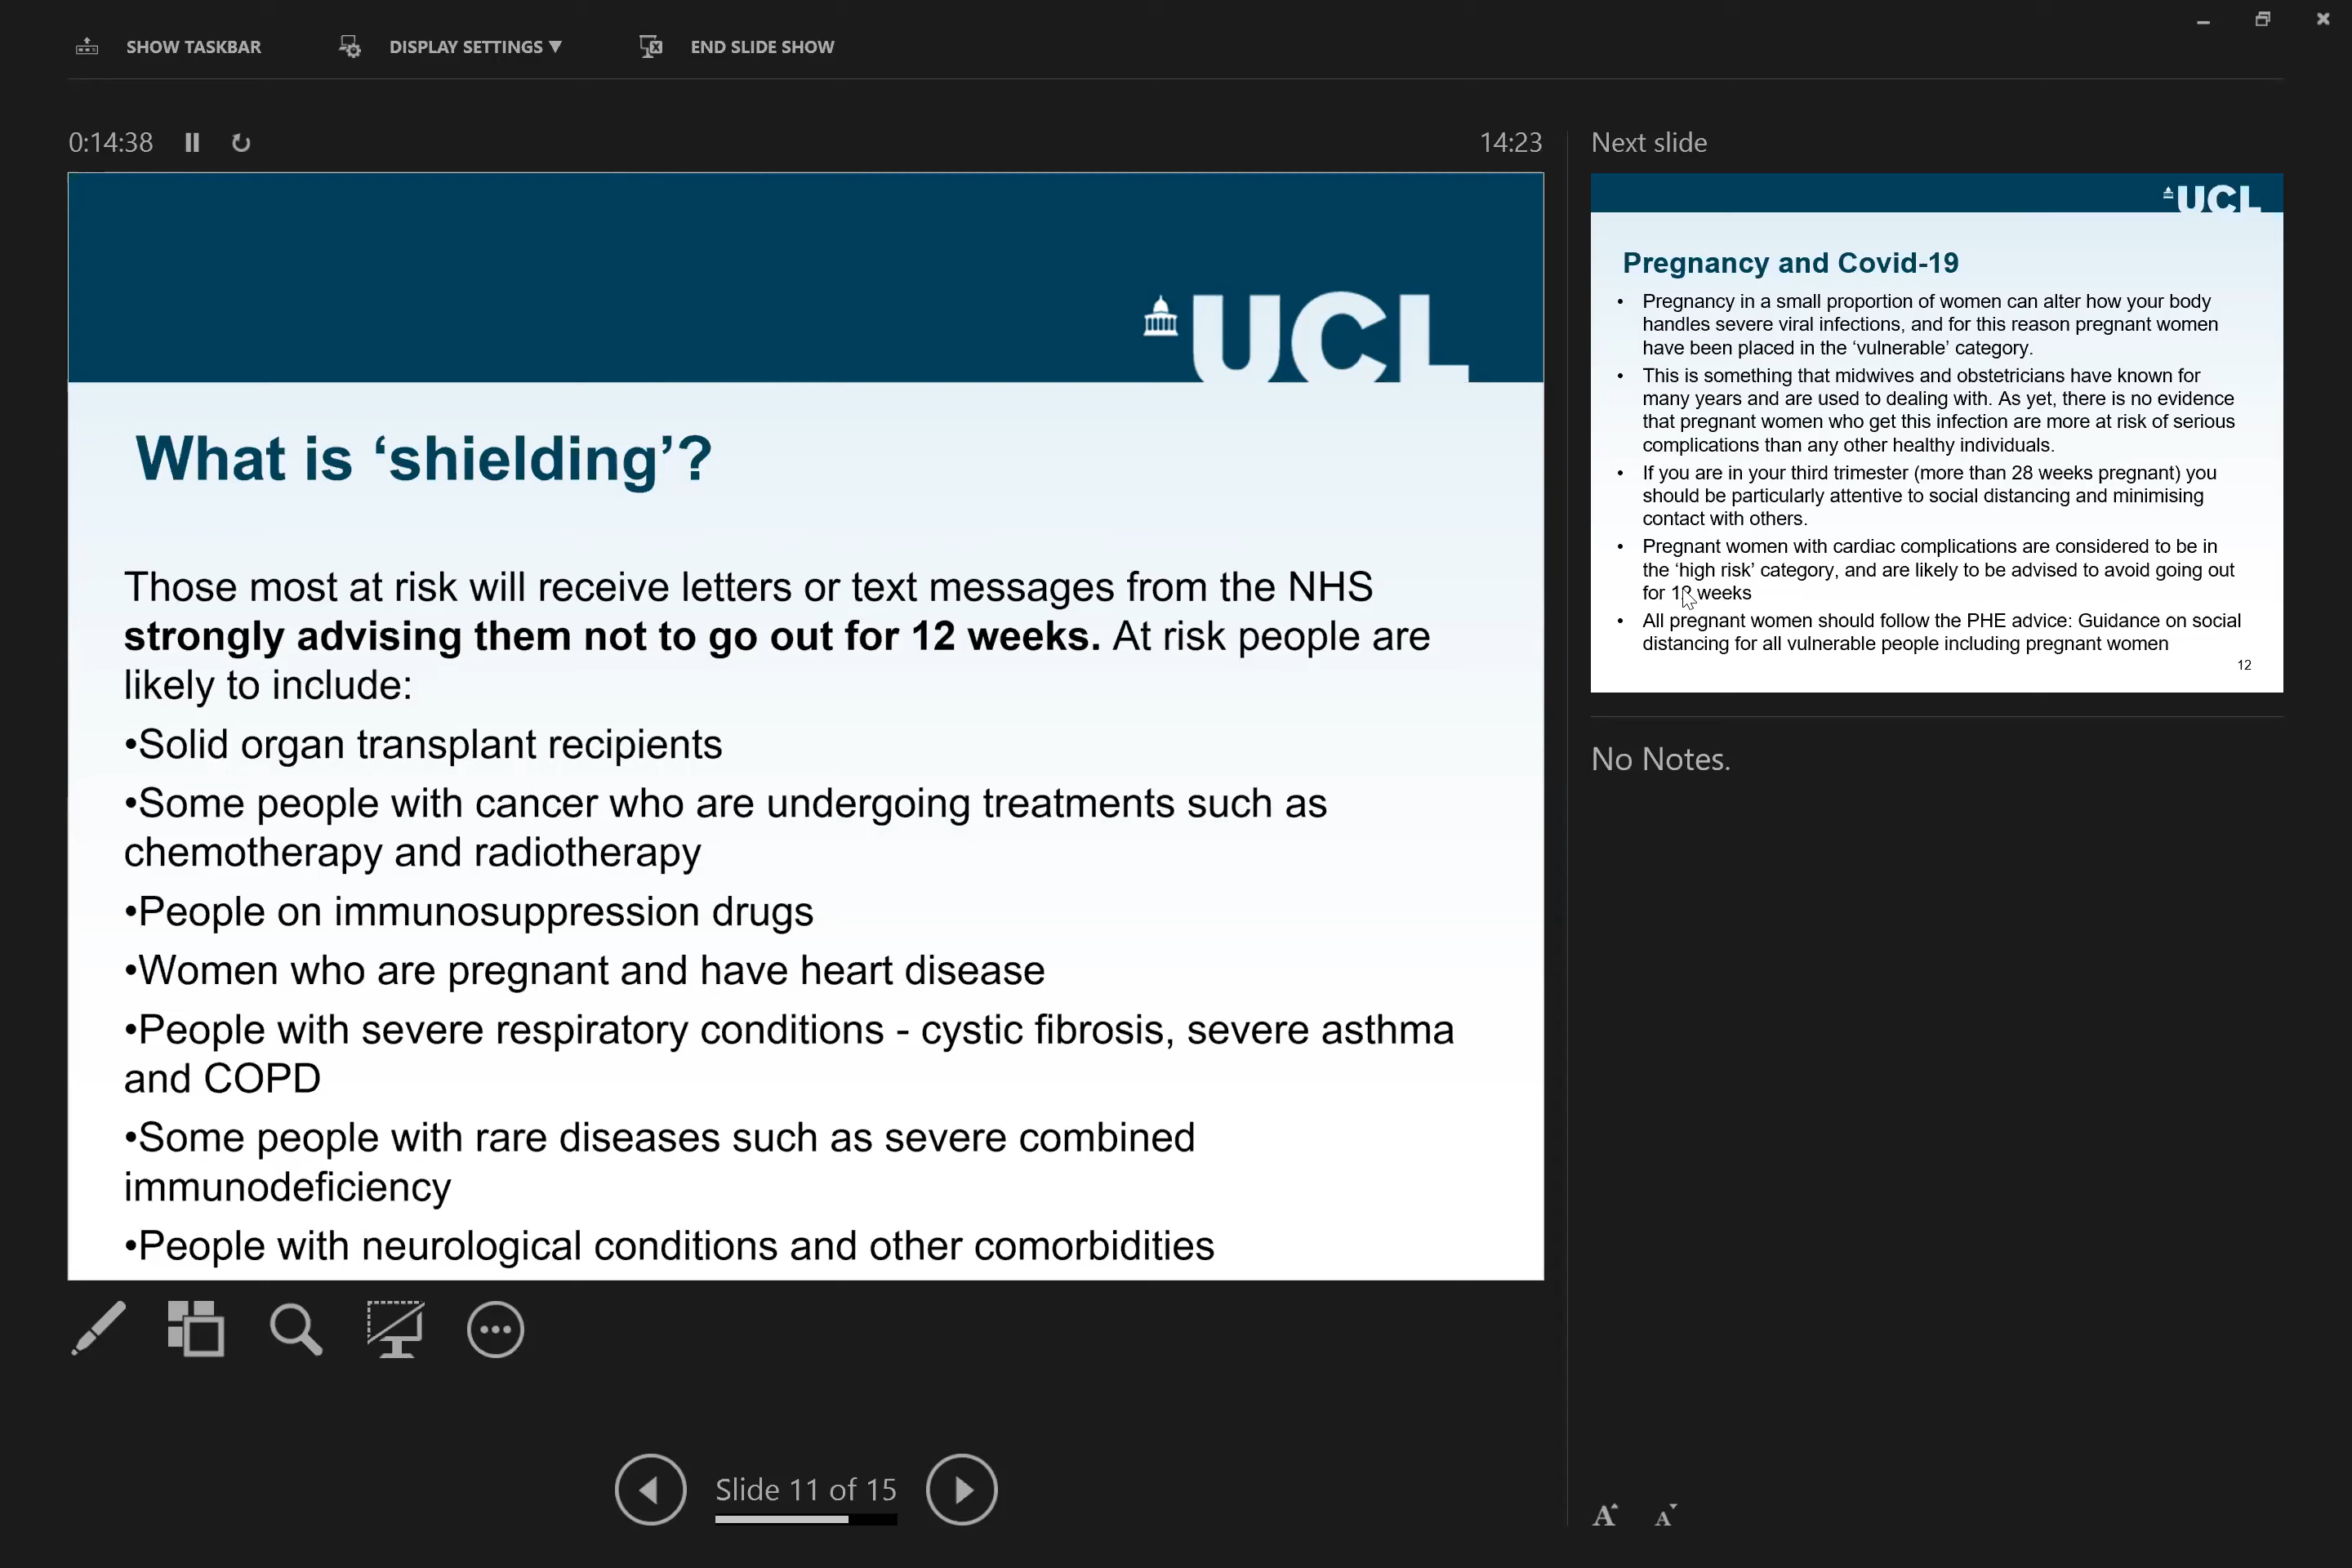 SHOW TASKBAR
DISPLAY SETTINGS ▼
END SLIDE SHOW
0:14:38
14:23
UCL
What is ‘shielding’?
Those most at risk will receive letters or text messages from the NHS
strongly advising them not to go out for 12 weeks. At risk people are
likely to include:
•Solid organ transplant recipients
•Some people with cancer who are undergoing treatments such as
chemotherapy and radiotherapy
•People on immunosuppression drugs
•Women who are pregnant and have heart disease
•People with severe respiratory conditions - cystic fibrosis, severe asthma
and COPD
•Some people with rare diseases such as severe combined
immunodeficiency
•People with neurological conditions and other comorbidities
Slide 11 of 15
Next slide
UCL
Pregnancy and Covid-19
• Pregnancy in a small proportion of women can alter how your body
handles severe viral infections, and for this reason pregnant women
have been placed in the ‘vulnerable’ category.
• This is something that midwives and obstetricians have known for
many years and are used to dealing with. As yet, there is no evidence
that pregnant women who get this infection are more at risk of serious
complications than any other healthy individuals.
• If you are in your third trimester (more than 28 weeks pregnant) you
should be particularly attentive to social distancing and minimising
contact with others.
• Pregnant women with cardiac complications are considered to be in
the ‘high risk’ category, and are likely to be advised to avoid going out
for 12 weeks
• All pregnant women should follow the PHE advice: Guidance on social
distancing for all vulnerable people including pregnant women
12
No Notes.
A A